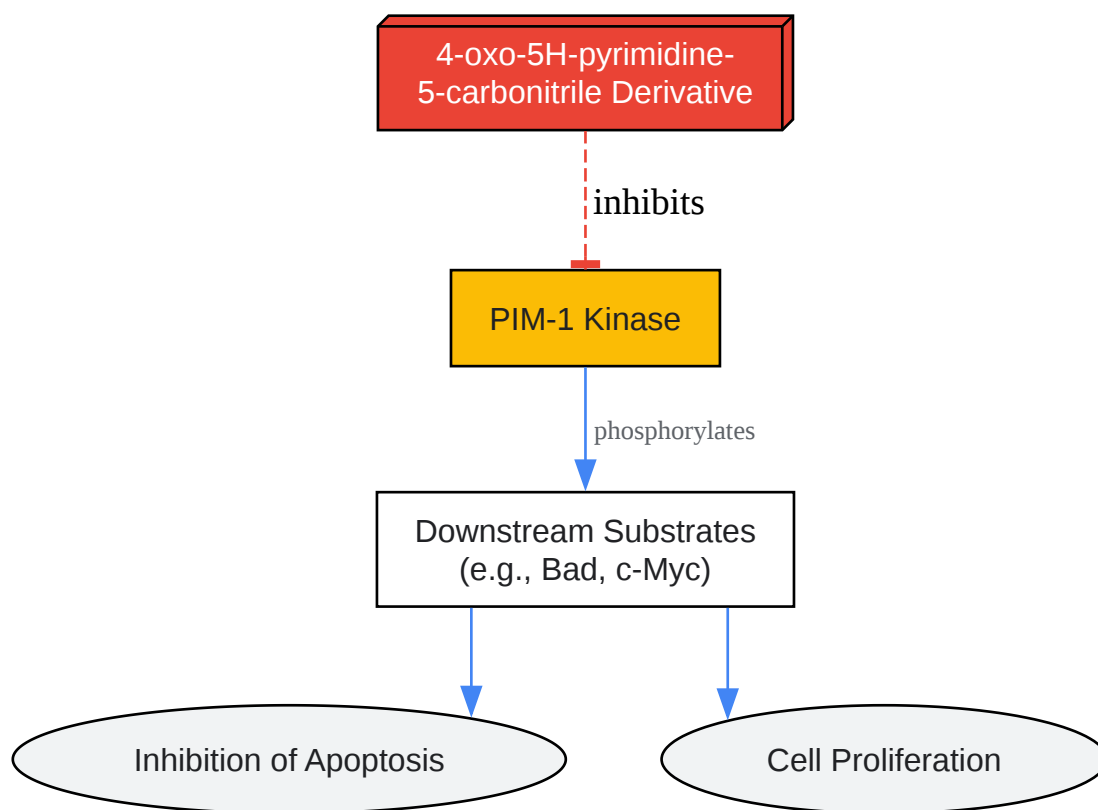 4-oxo-5H-pyrimidine-
5-carbonitrile Derivative
inhibits
PIM-1 Kinase
phosphorylates
Downstream Substrates
(e.g., Bad, c-Myc)
Inhibition of Apoptosis
Cell Proliferation